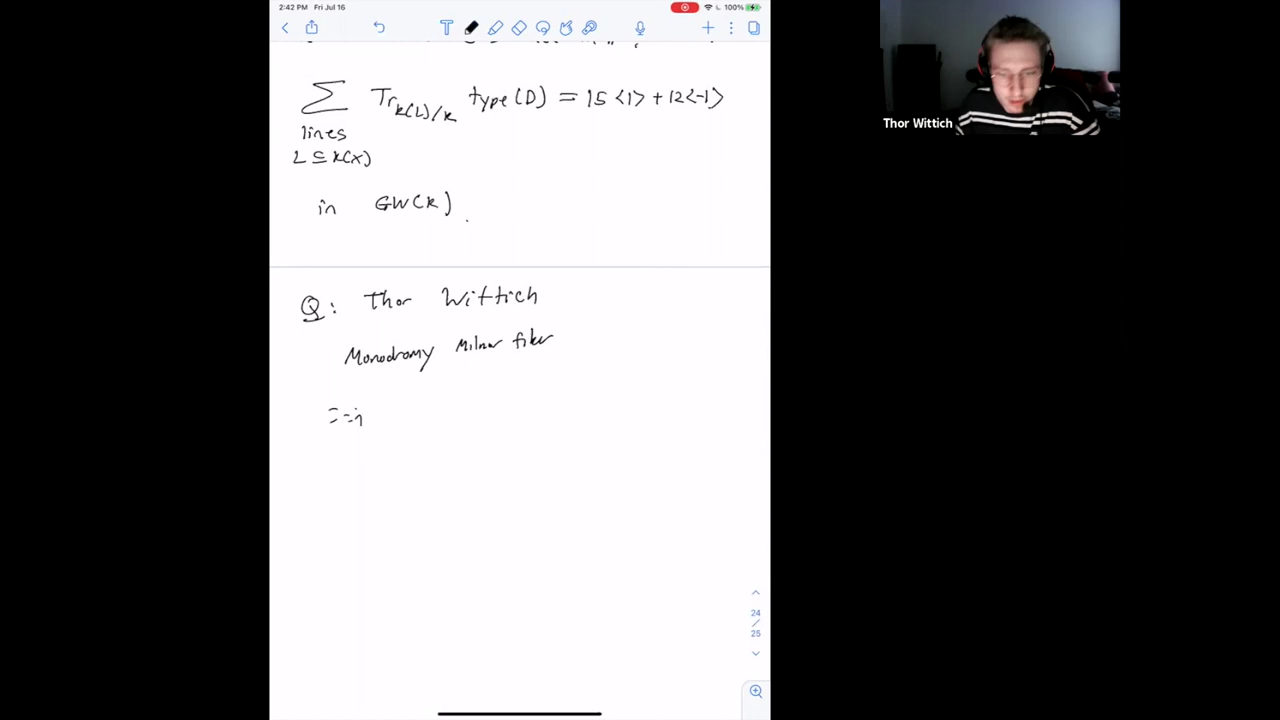 2:42 PM Fri Jul 16
100%
Σ Tr_{k(L)/k} type(D) = 15<1> + 12<-1>
lines
L ⊆ k(X)
in GW(k).
Q: Thor Wittich
Monodromy Milnor fiber
Thor Wittich
24
/
25